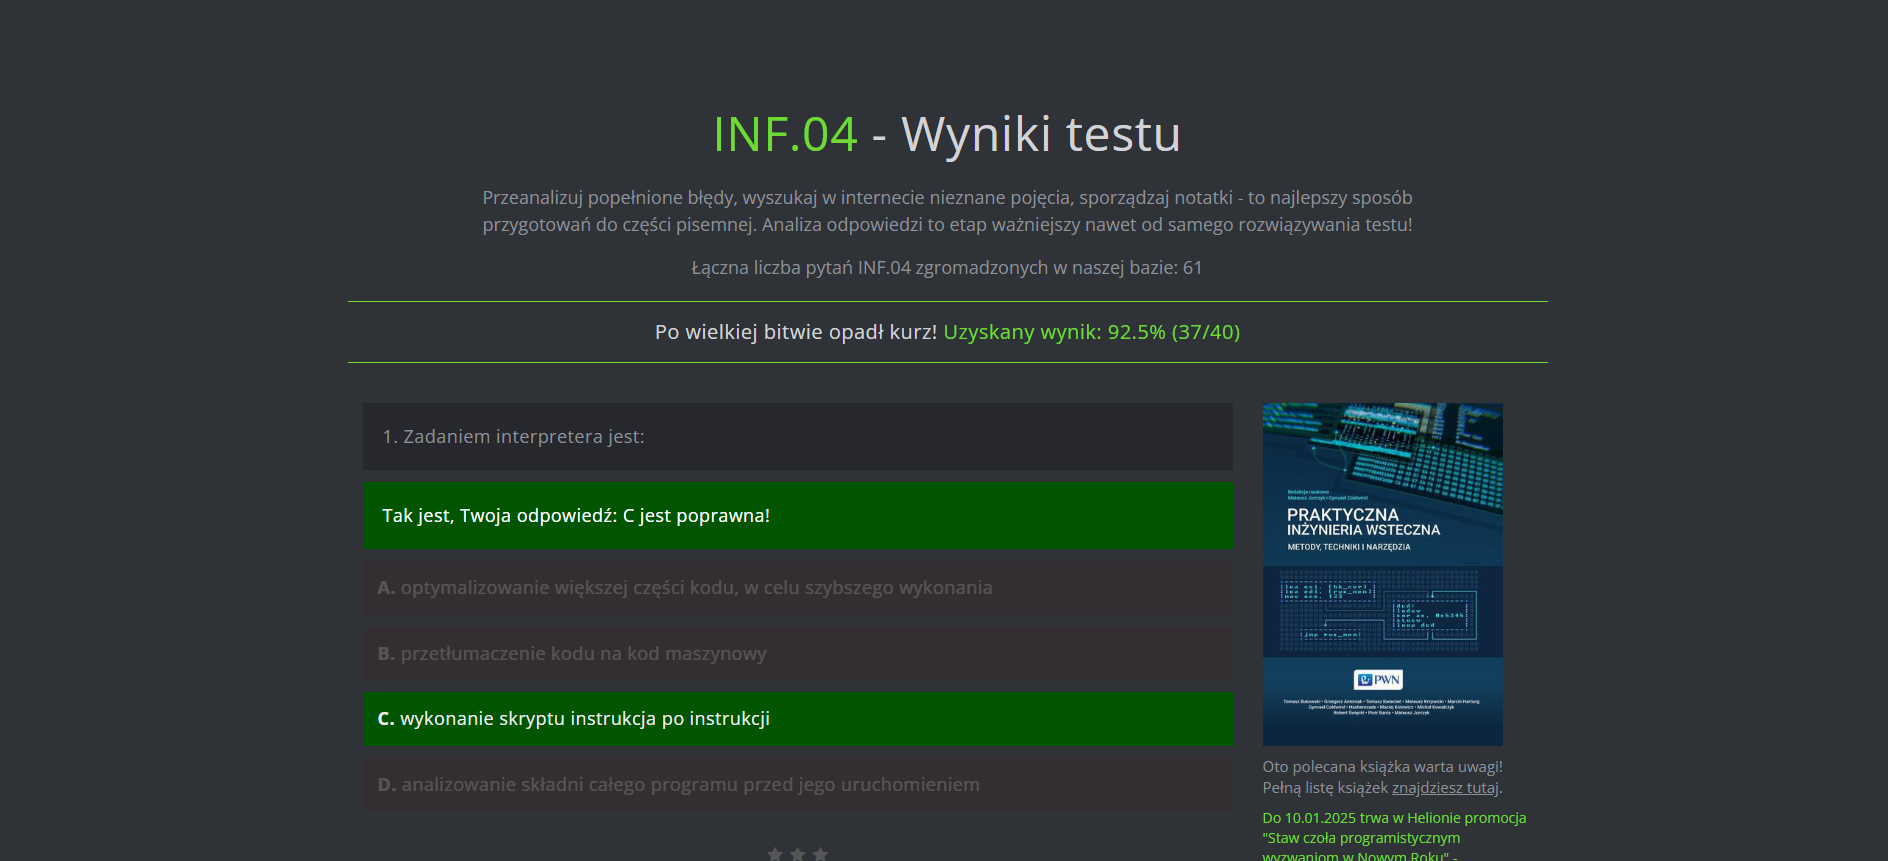 INF.04 - Wyniki testu
Przeanalizuj popełnione błędy, wyszukaj w internecie nieznane pojęcia, sporządzaj notatki - to najlepszy sposób
przygotowań do części pisemnej. Analiza odpowiedzi to etap ważniejszy nawet od samego rozwiązywania testu!
Łączna liczba pytań INF.04 zgromadzonych w naszej bazie: 61
Po wielkiej bitwie opadł kurz! Uzyskany wynik: 92.5% (37/40)
1. Zadaniem interpretera jest:
Tak jest, Twoja odpowiedź: C jest poprawna!
A. optymalizowanie większej części kodu, w celu szybszego wykonania
B. przetłumaczenie kodu na kod maszynowy
C. wykonanie skryptu instrukcja po instrukcji
D. analizowanie składni całego programu przed jego uruchomieniem
Redakcja naukowa
Mateusz Jurczyk i Gynvael Coldwind
PRAKTYCZNA
INŻYNIERIA WSTECZNA
METODY, TECHNIKI I NARZĘDZIA
PWN
Oto polecana książka warta uwagi!
Pełną listę książek znajdziesz tutaj.
Do 10.01.2025 trwa w Helionie promocja
"Staw czoła programistycznym
wyzwaniom w Nowym Roku" -